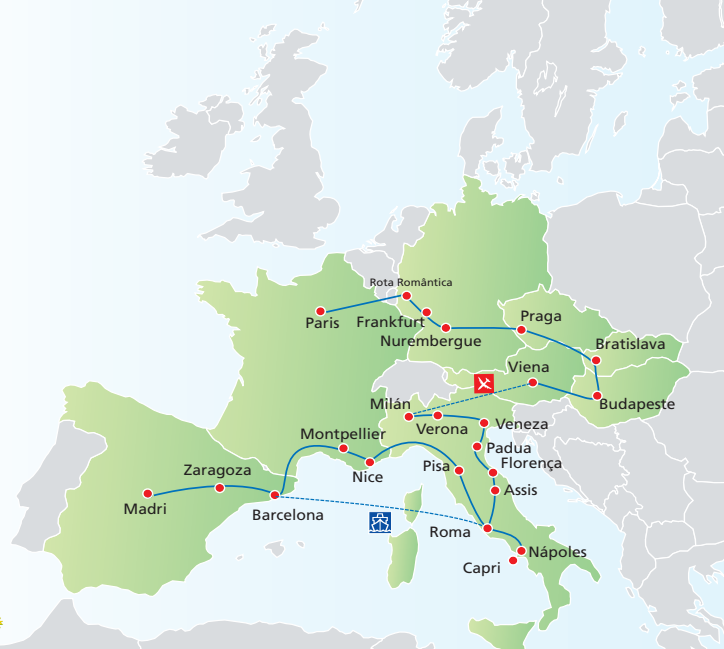 Rota Romântica
Paris
Frankfurt
Nurembergue
Praga
Bratislava
Viena
Budapeste
Milán
Verona
Veneza
Montpellier
Padua
Florença
Nice
Pisa
Zaragoza
Assis
Madri
Barcelona
Roma
Nápoles
Capri